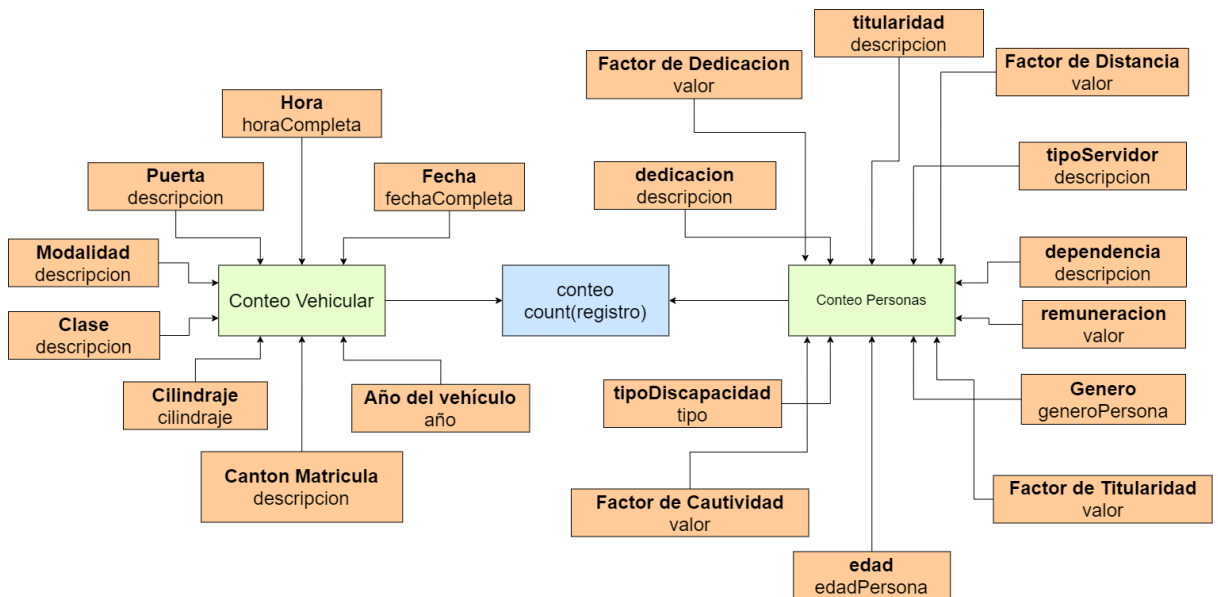 titularidad
descripcion
Factor de Dedicacion
valor
Factor de Distancia
valor
Hora
horaCompleta
Puerta
descripcion
Fecha
fechaCompleta
dedicacion
descripcion
tipoServidor
descripcion
Modalidad
descripcion
Conteo Vehicular
conteo
count(registro)
Conteo Personas
dependencia
descripcion
Clase
descripcion
remuneracion
valor
Cilindraje
cilindraje
Año del vehículo
año
tipoDiscapacidad
tipo
Genero
generoPersona
Canton Matricula
descripcion
Factor de Cautividad
valor
Factor de Titularidad
valor
edad
edadPersona